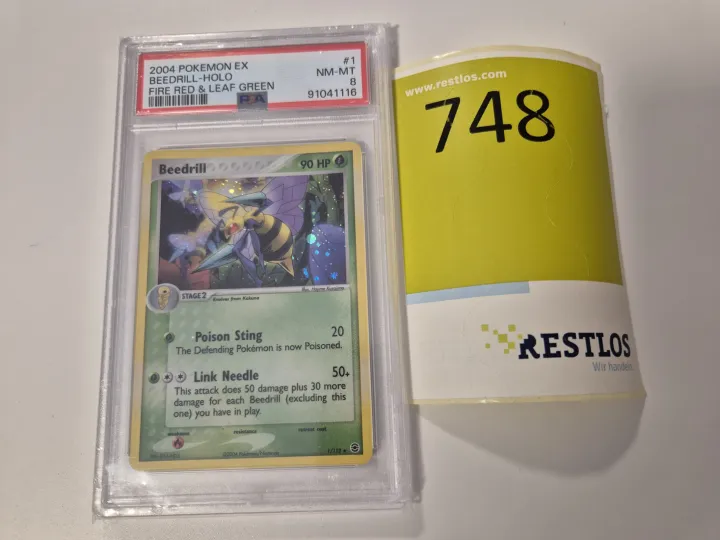 2004 POKEMON EX #1
BEEDRILL-HOLO NM-MT
FIRE RED & LEAF GREEN 8
91041116
PSA
Beedrill 90 HP
STAGE 2 Evolves from Kakuna
Poison Sting 20
The Defending Pokémon is now Poisoned.
Link Needle 50+
This attack does 50 damage plus 30 more
damage for each Beedrill (excluding this
one) you have in play.
weakness resistance retreat cost
www.restlos.com
748
RESTLOS
Wir handeln